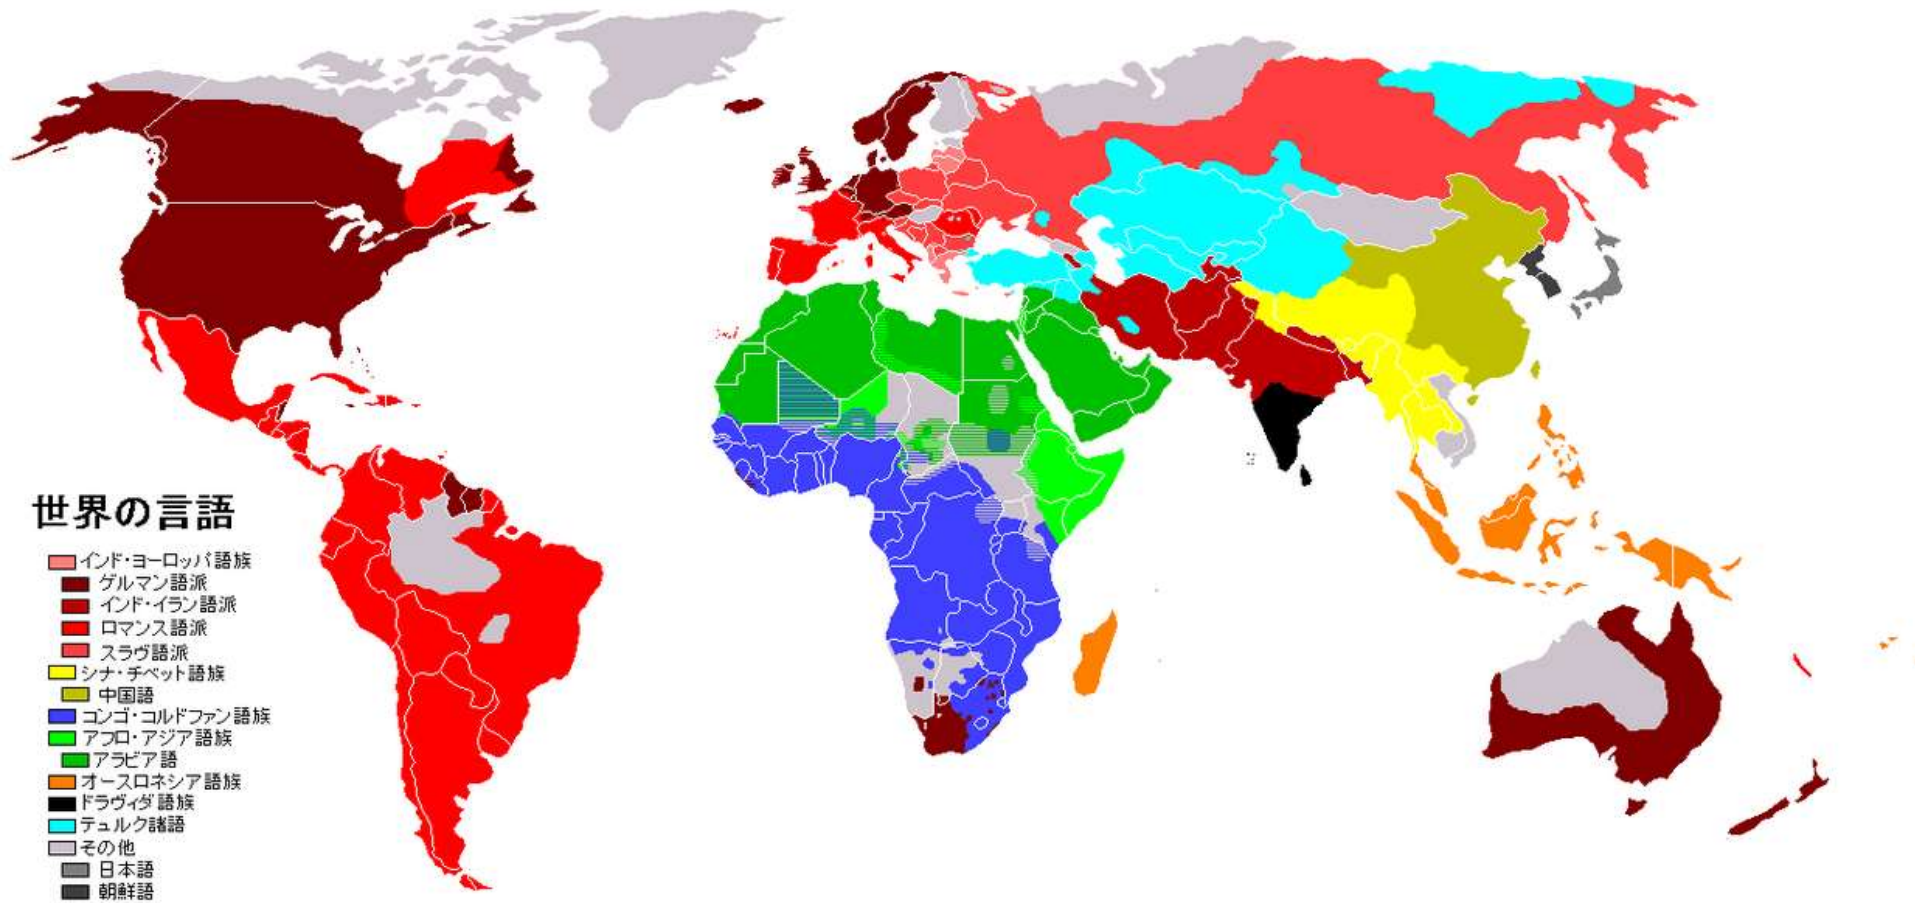 世界の言語
インド・ヨーロッパ語族
ゲルマン語派
インド・イラン語派
ロマンス語派
スラヴ語派
シナ・チベット語族
中国語
コンゴ・コルドファン語族
アフロ・アジア語族
アラビア語
オースロネシア語族
ドラヴィダ語族
テュルク諸語
その他
日本語
朝鮮語